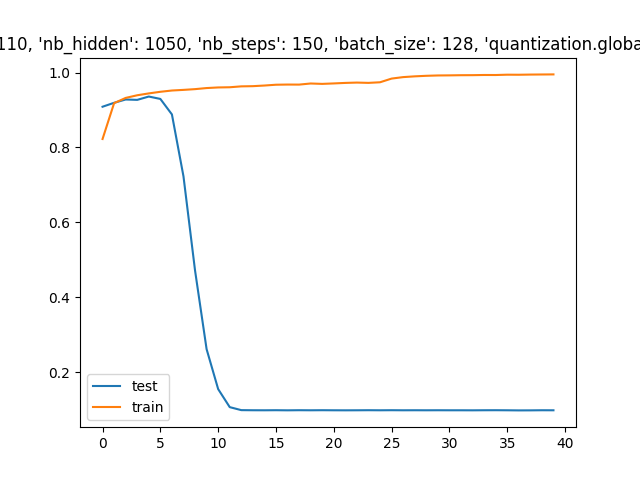 110, 'nb_hidden': 1050, 'nb_steps': 150, 'batch_size': 128, 'quantization.globa
1.0
0.8
0.6
0.4
0.2
test
train
0 5 10 15 20 25 30 35 40